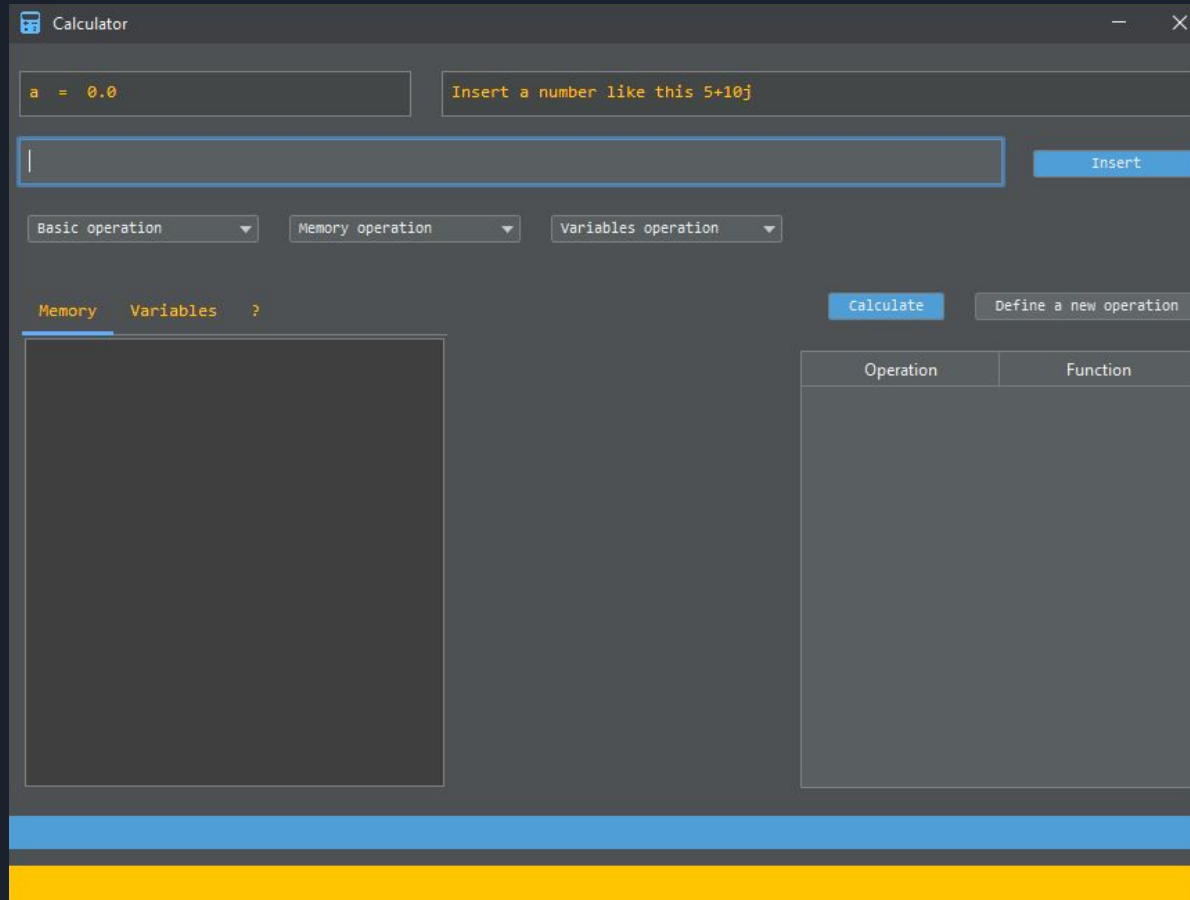 Calculator
a = 0.0
Insert a number like this 5+10j
Insert
Basic operation
Memory operation
Variables operation
Memory
Variables
?
Calculate
Define a new operation
Operation
Function